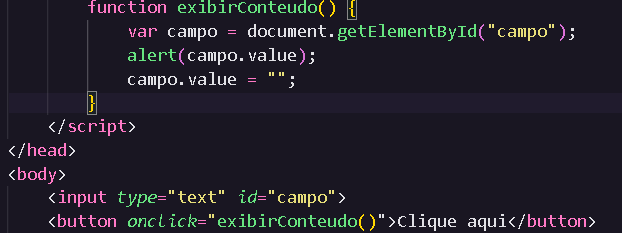 function exibirConteudo() {
var campo = document.getElementById("campo");
alert(campo.value);
campo.value = "";
}
</script>
</head>
<body>
<input type="text" id="campo">
<button onclick="exibirConteudo()">Clique aqui</button>